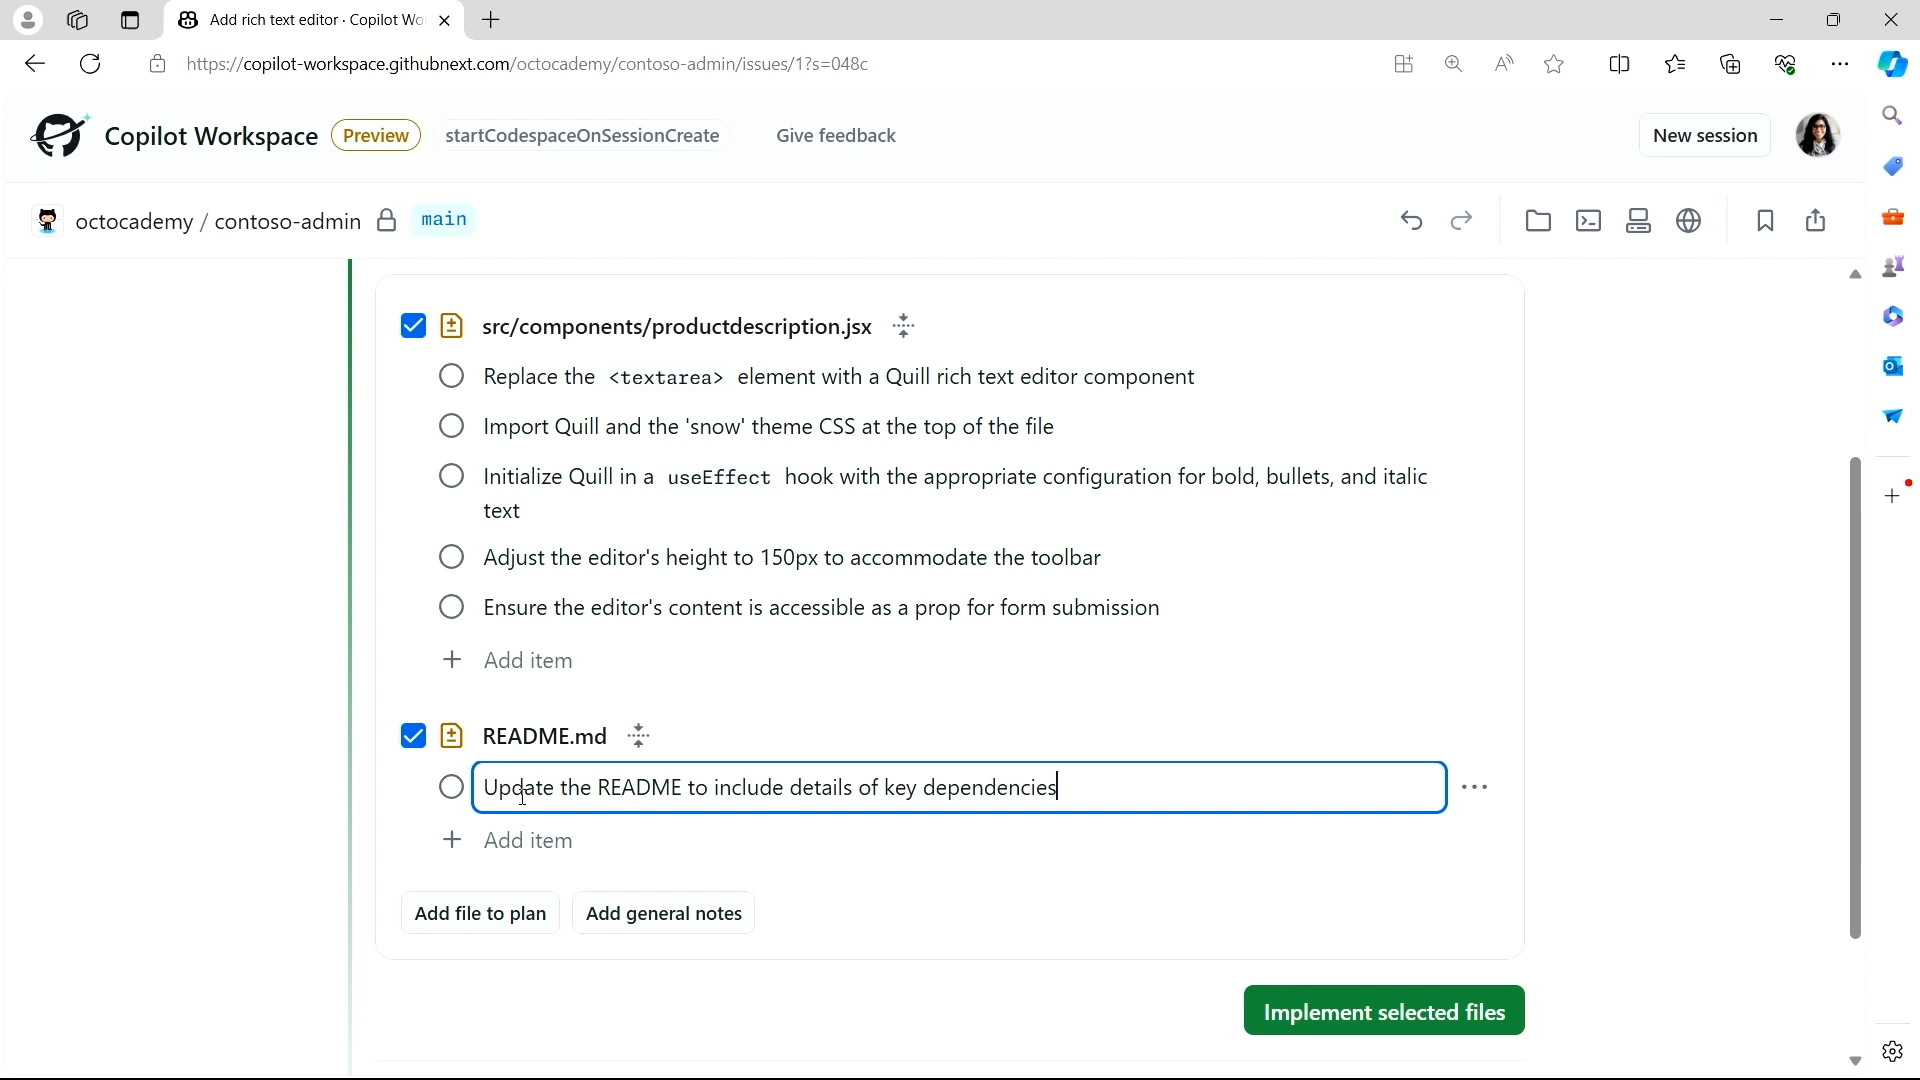 Add rich text editor · Copilot Wo
https://copilot-workspace.githubnext.com/octocademy/contoso-admin/issues/1?s=048c
Copilot Workspace Preview startCodespaceOnSessionCreate Give feedback New session
octocademy / contoso-admin main
src/components/productdescription.jsx
Replace the <textarea> element with a Quill rich text editor component
Import Quill and the 'snow' theme CSS at the top of the file
Initialize Quill in a useEffect hook with the appropriate configuration for bold, bullets, and italic
text
Adjust the editor's height to 150px to accommodate the toolbar
Ensure the editor's content is accessible as a prop for form submission
+ Add item
README.md
Update the README to include details of key dependencies
+ Add item
Add file to plan Add general notes
Implement selected files